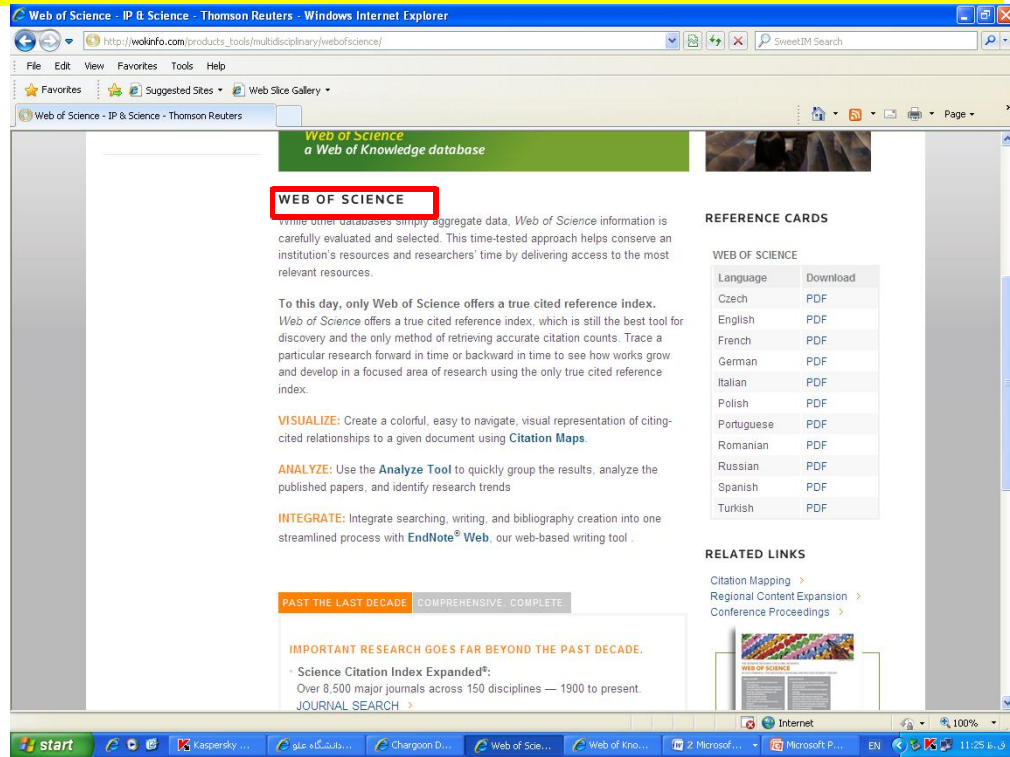 Web of Science - IP & Science - Thomson Reuters - Windows Internet Explorer
http://wokinfo.com/products_tools/multidisciplinary/webofscience/
SweetIM Search
File Edit View Favorites Tools Help
Favorites Suggested Sites Web Slice Gallery
Web of Science - IP & Science - Thomson Reuters
Page
Web of Science
a Web of Knowledge database
WEB OF SCIENCE
While other databases simply aggregate data, Web of Science information is
carefully evaluated and selected. This time-tested approach helps conserve an
institution's resources and researchers' time by delivering access to the most
relevant resources.
To this day, only Web of Science offers a true cited reference index.
Web of Science offers a true cited reference index, which is still the best tool for
discovery and the only method of retrieving accurate citation counts. Trace a
particular research forward in time or backward in time to see how works grow
and develop in a focused area of research using the only true cited reference
index.
VISUALIZE: Create a colorful, easy to navigate, visual representation of citing-
cited relationships to a given document using Citation Maps.
ANALYZE: Use the Analyze Tool to quickly group the results, analyze the
published papers, and identify research trends
INTEGRATE: Integrate searching, writing, and bibliography creation into one
streamlined process with EndNote® Web, our web-based writing tool .
PAST THE LAST DECADE COMPREHENSIVE. COMPLETE.
IMPORTANT RESEARCH GOES FAR BEYOND THE PAST DECADE.
Science Citation Index Expanded®:
Over 8,500 major journals across 150 disciplines — 1900 to present.
JOURNAL SEARCH >
REFERENCE CARDS
WEB OF SCIENCE
Language Download
Czech PDF
English PDF
French PDF
German PDF
Italian PDF
Polish PDF
Portuguese PDF
Romanian PDF
Russian PDF
Spanish PDF
Turkish PDF
RELATED LINKS
Citation Mapping >
Regional Content Expansion >
Conference Proceedings >
WEB OF SCIENCE
Internet 100%
start Kaspersky ... دانشگاه علو... Chargoon D... Web of Scie... Web of Kno... 2 Microsof... Microsoft P... EN 11:25 ق.ظ